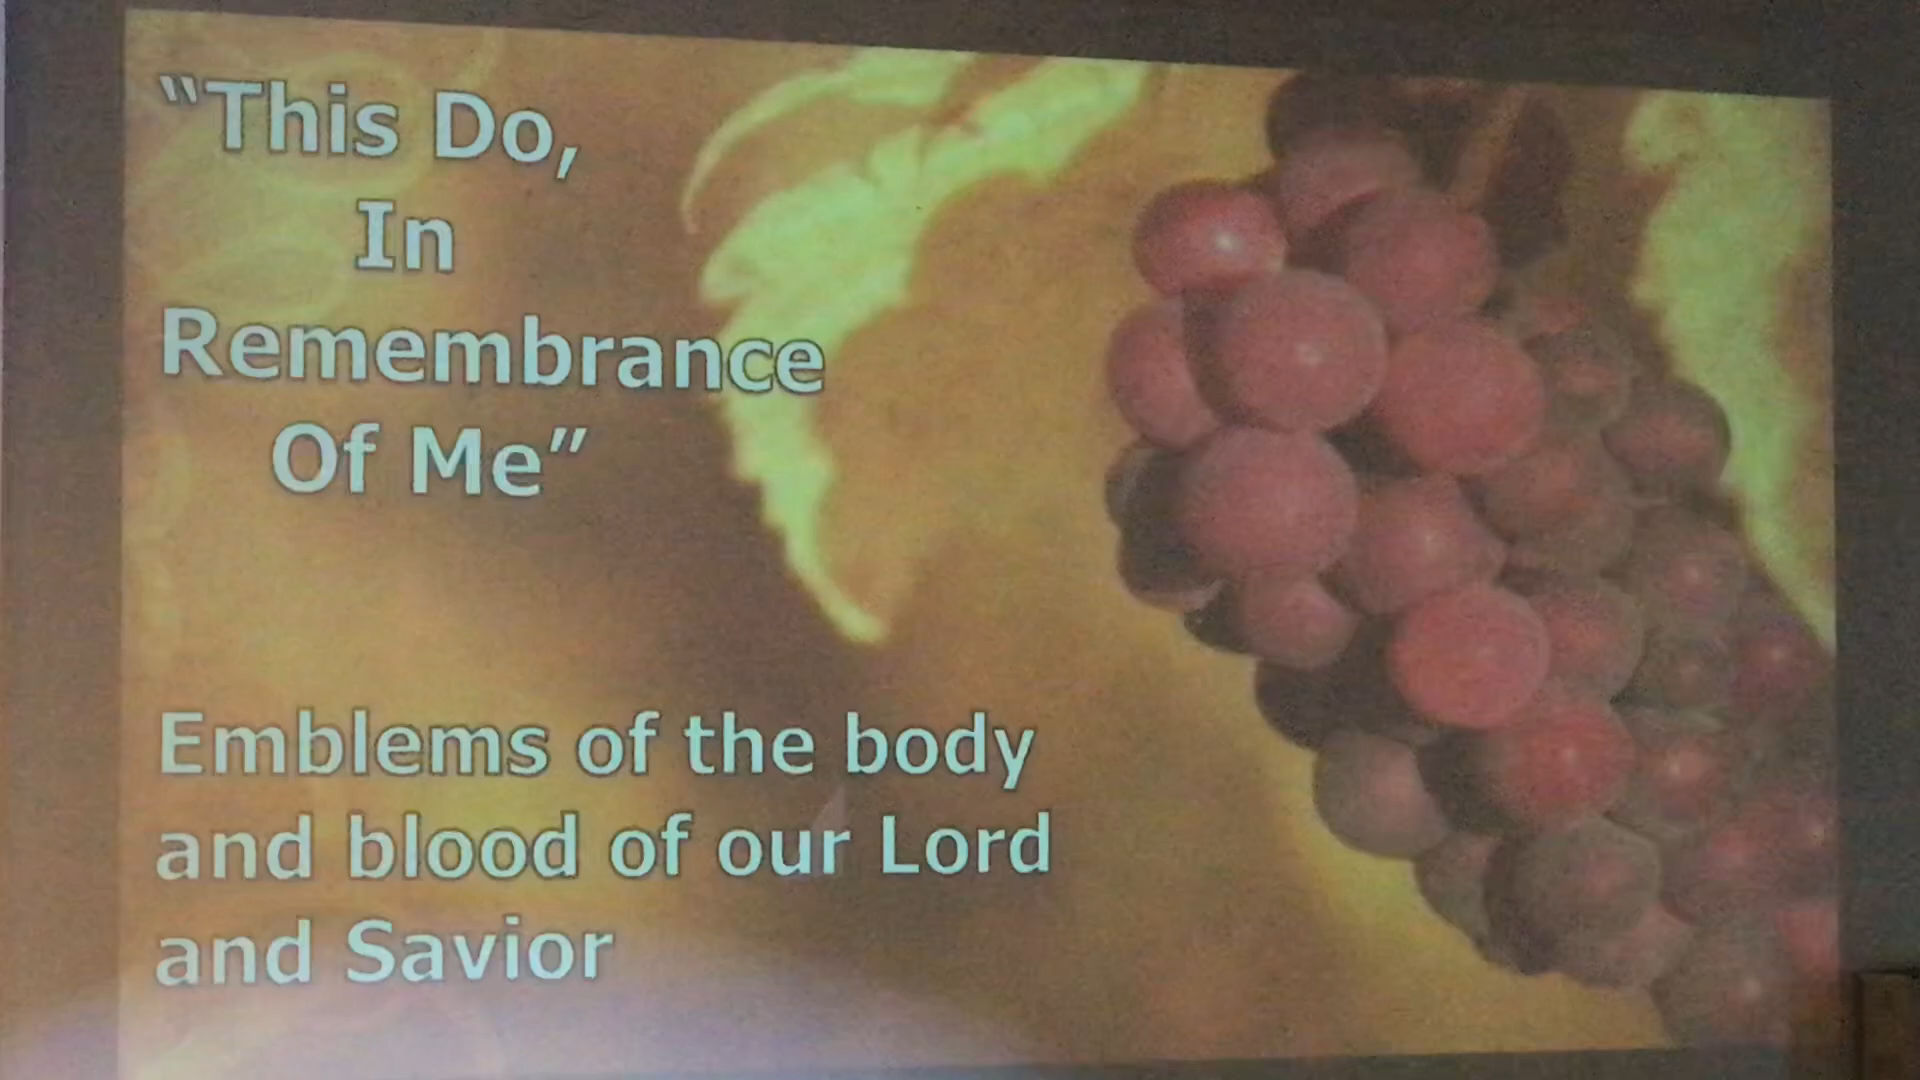 “This Do,
In
Remembrance
Of Me”
Emblems of the body
and blood of our Lord
and Savior